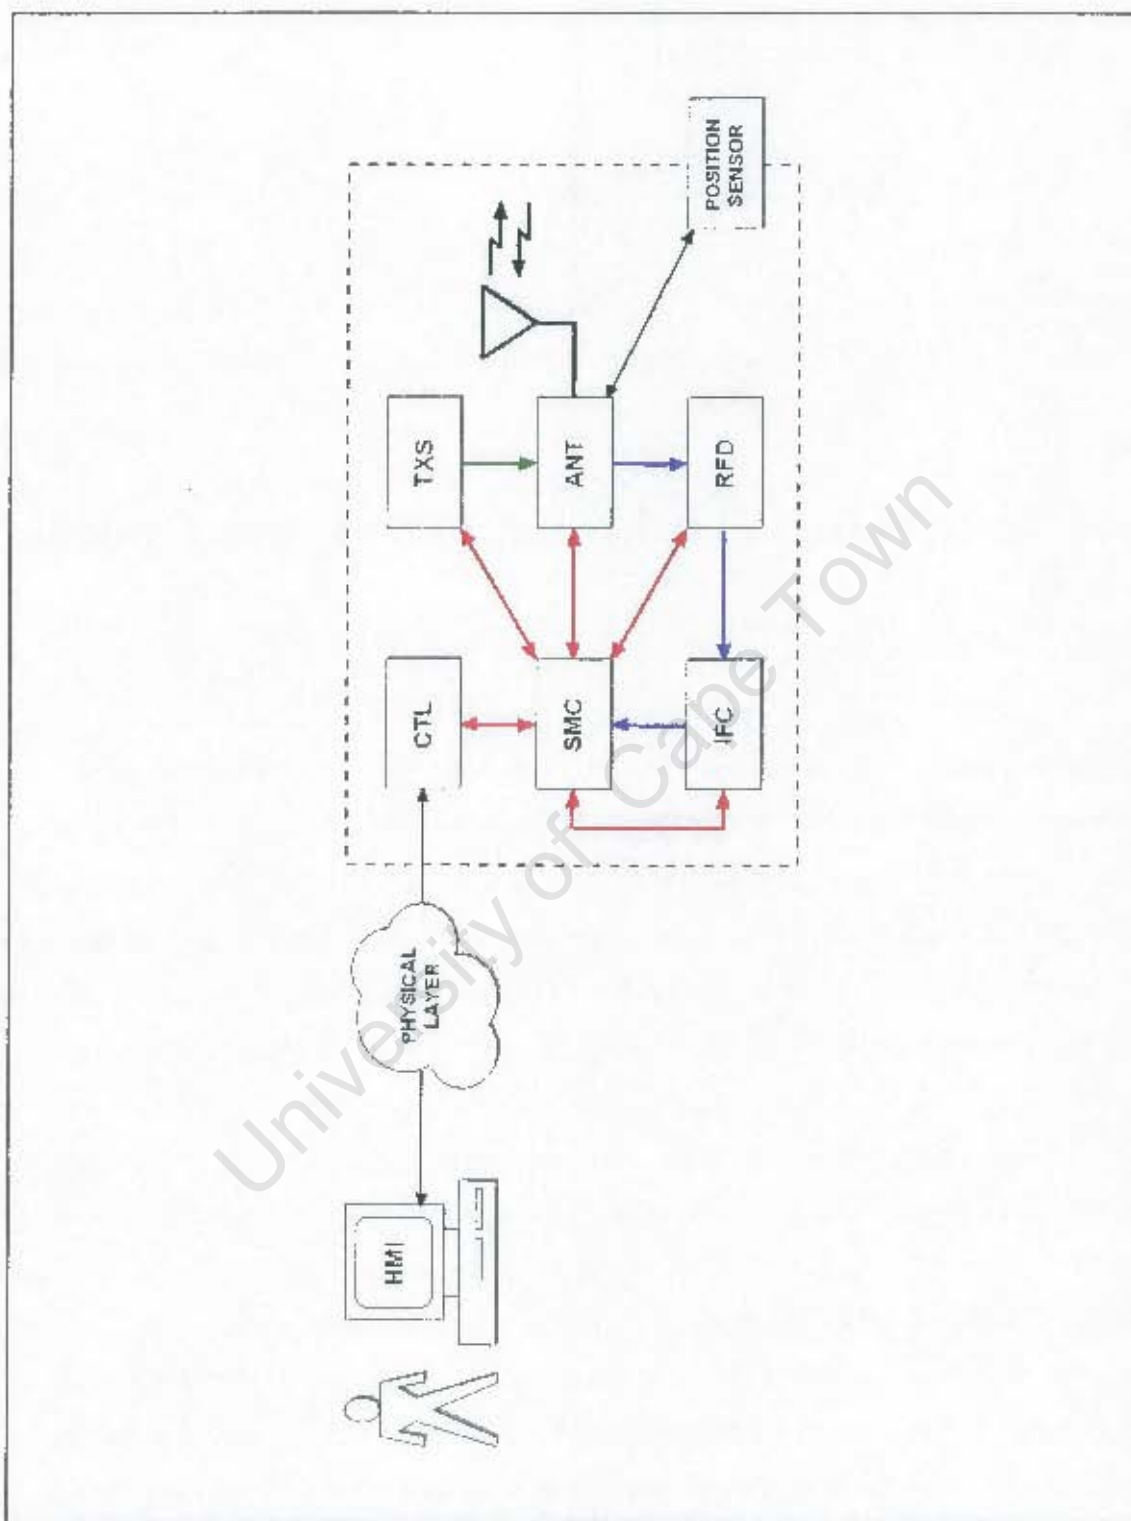 HMI
PHYSICAL
LAYER
CTL
TXS
SMC
ANT
IFC
RFD
POSITION
SENSOR
University of Cape Town